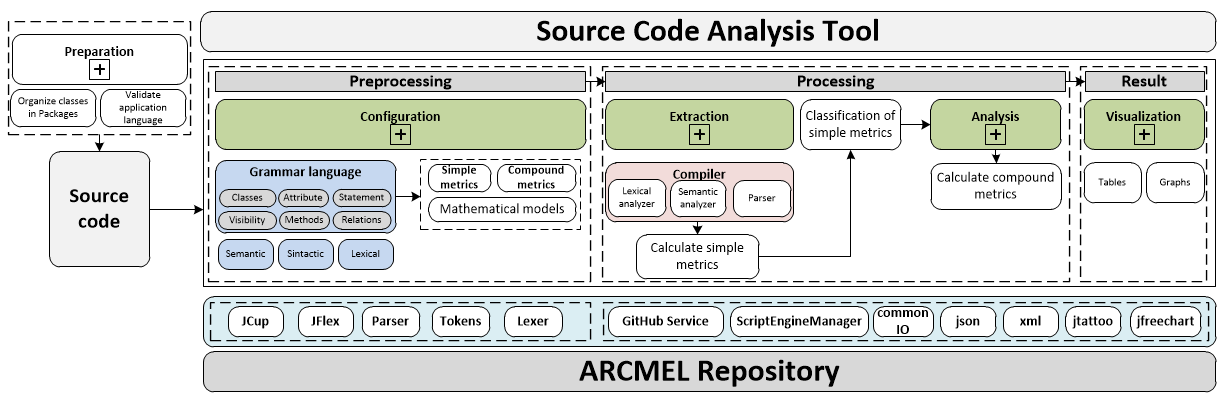 Source Code Analysis Tool
Preparation
Organize classes
in Packages
Validate
application
language
Source
code
Preprocessing
Configuration
Grammar language
Classes
Attribute
Statement
Visibility
Methods
Relations
Semantic
Sintactic
Lexical
Simple
metrics
Compound
metrics
Mathematical models
Processing
Extraction
Compiler
Lexical
analyzer
Semantic
analyzer
Parser
Calculate simple
metrics
Classification of
simple metrics
Analysis
Calculate compound
metrics
Result
Visualization
Tables
Graphs
JCup
JFlex
Parser
Tokens
Lexer
GitHub Service
ScriptEngineManager
common
IO
json
xml
jtattoo
jfreechart
ARCMEL Repository